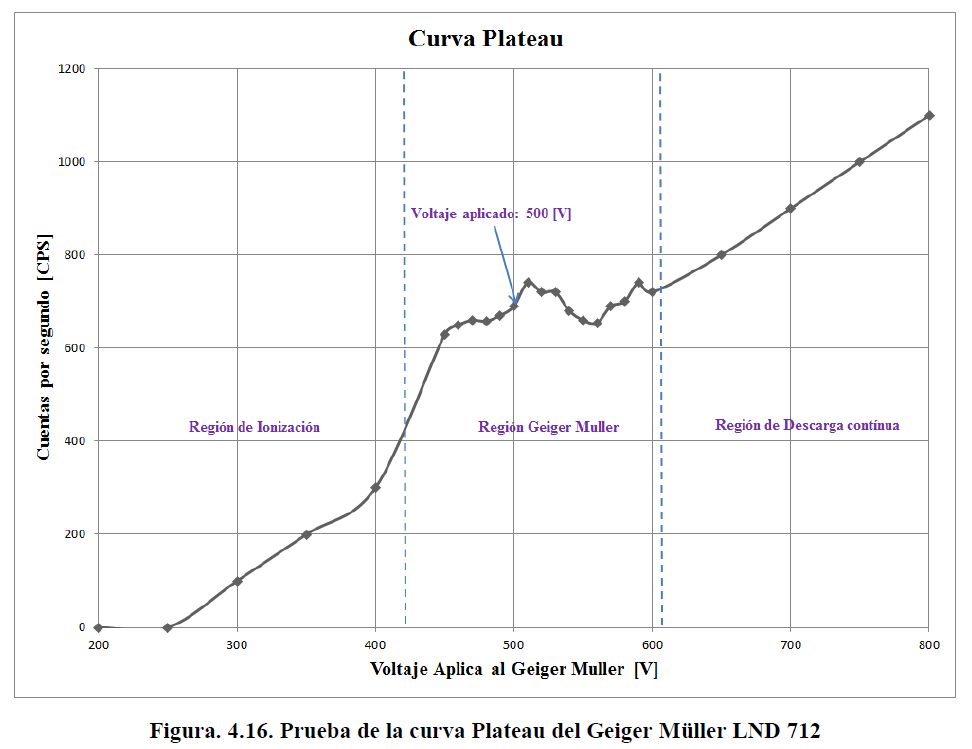 Curva Plateau
1200
1000
800
600
400
200
0
Cuentas por segundo [CPS]
Voltaje aplicado: 500 [V]
Región de Ionización
Región Geiger Muller
Región de Descarga contínua
200 300 400 500 600 700 800
Voltaje Aplica al Geiger Muller [V]
Figura. 4.16. Prueba de la curva Plateau del Geiger Müller LND 712